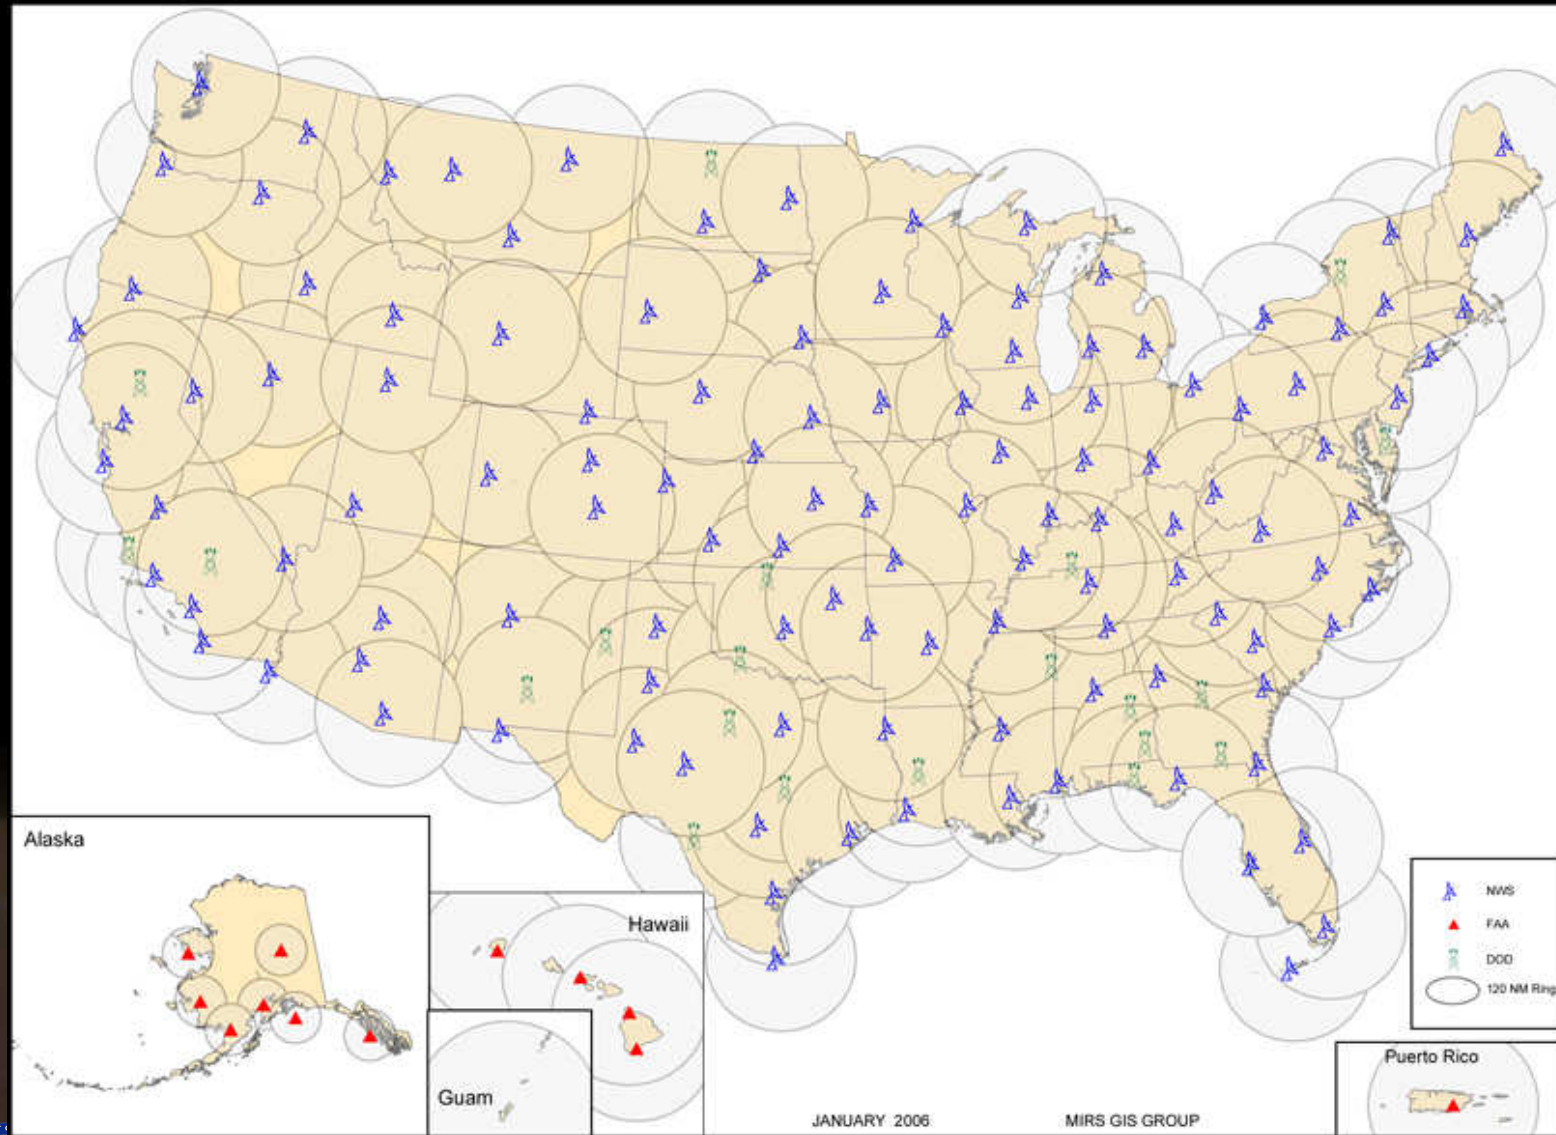 Alaska
Hawaii
Guam
NWS
FAA
DOD
120 NM Ring
Puerto Rico
JANUARY 2006
MIRS GIS GROUP